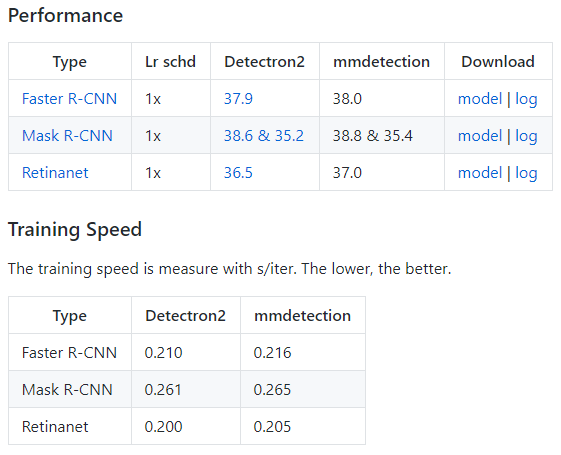 Performance
Type Lr schd Detectron2 mmdetection Download
Faster R-CNN 1x 37.9 38.0 model | log
Mask R-CNN 1x 38.6 & 35.2 38.8 & 35.4 model | log
Retinanet 1x 36.5 37.0 model | log
Training Speed
The training speed is measure with s/iter. The lower, the better.
Type Detectron2 mmdetection
Faster R-CNN 0.210 0.216
Mask R-CNN 0.261 0.265
Retinanet 0.200 0.205